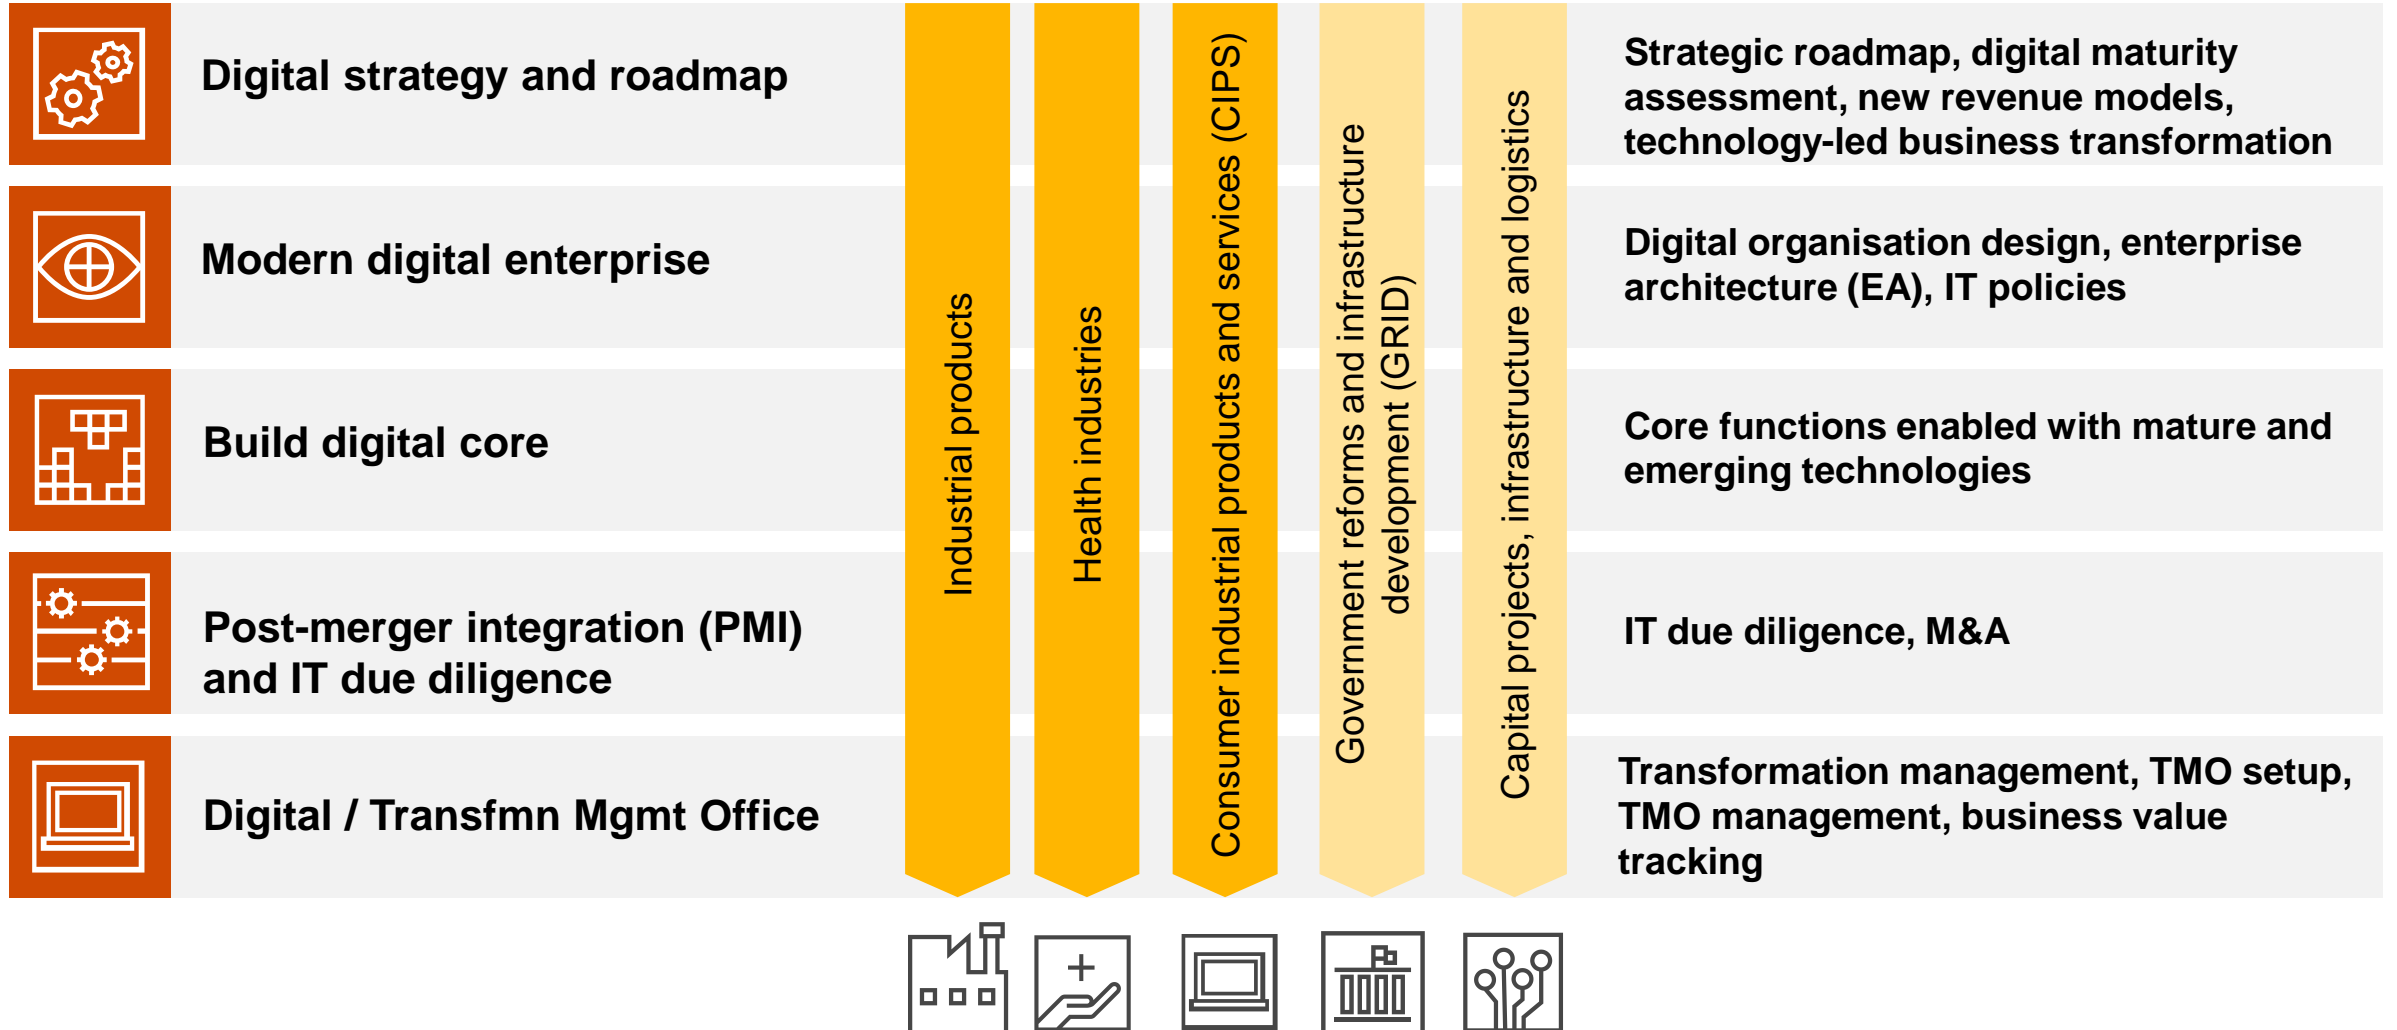 Digital strategy and roadmap
Modern digital enterprise
Build digital core
Post-merger integration (PMI)
and IT due diligence
Digital / Transfmn Mgmt Office
Industrial products
Health industries
Consumer industrial products and services (CIPS)
Government reforms and infrastructure
development (GRID)
Capital projects, infrastructure and logistics
Strategic roadmap, digital maturity
assessment, new revenue models,
technology-led business transformation
Digital organisation design, enterprise
architecture (EA), IT policies
Core functions enabled with mature and
emerging technologies
IT due diligence, M&A
Transformation management, TMO setup,
TMO management, business value
tracking